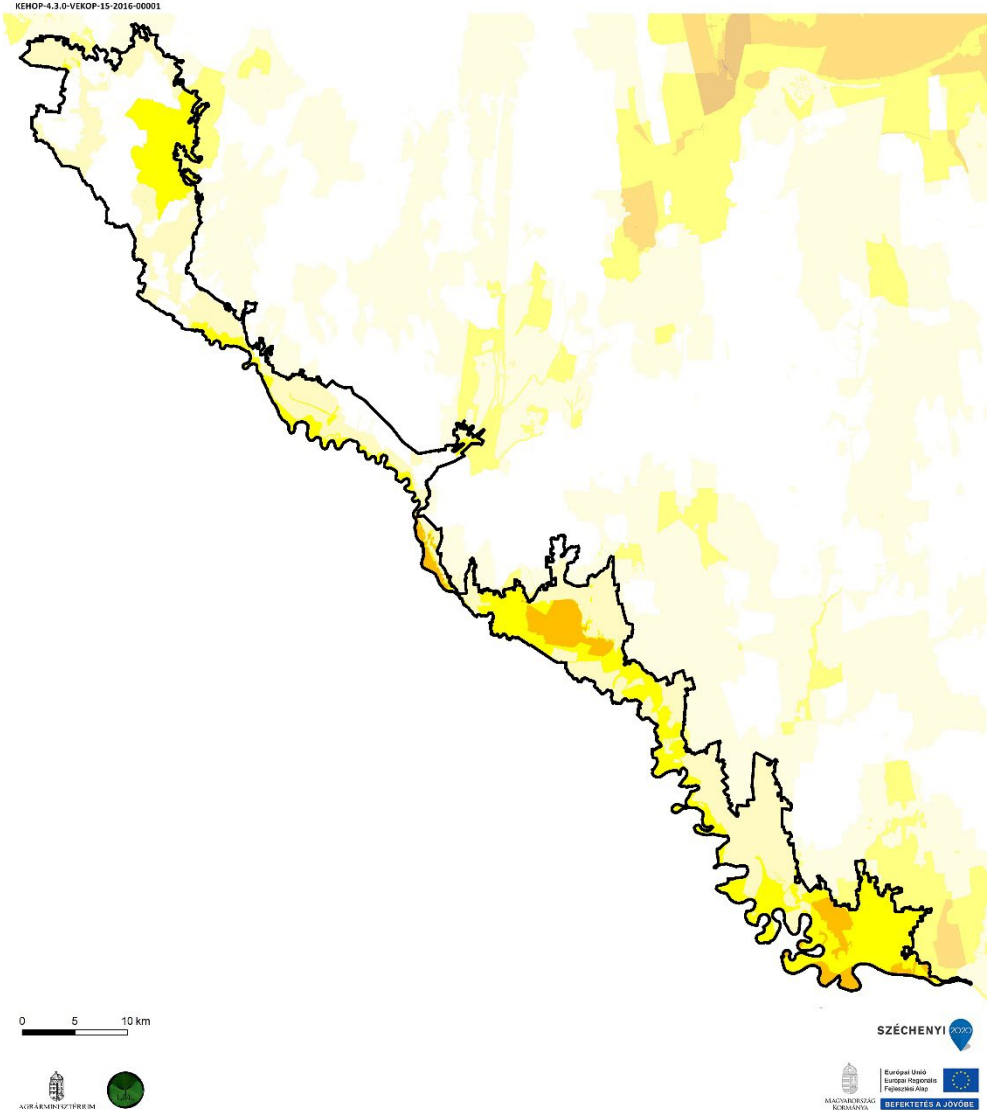 KEHOP-4.3.0-VEKOP-15-2016-00001
0 5 10 km
SZÉCHENYI 2020
AGRÁRMINISZTÉRIUM
MAGYARORSZÁG
KORMÁNYA
Európai Unió
Európai Regionális
Fejlesztési Alap
BEFEKTETÉS A JÖVŐBE